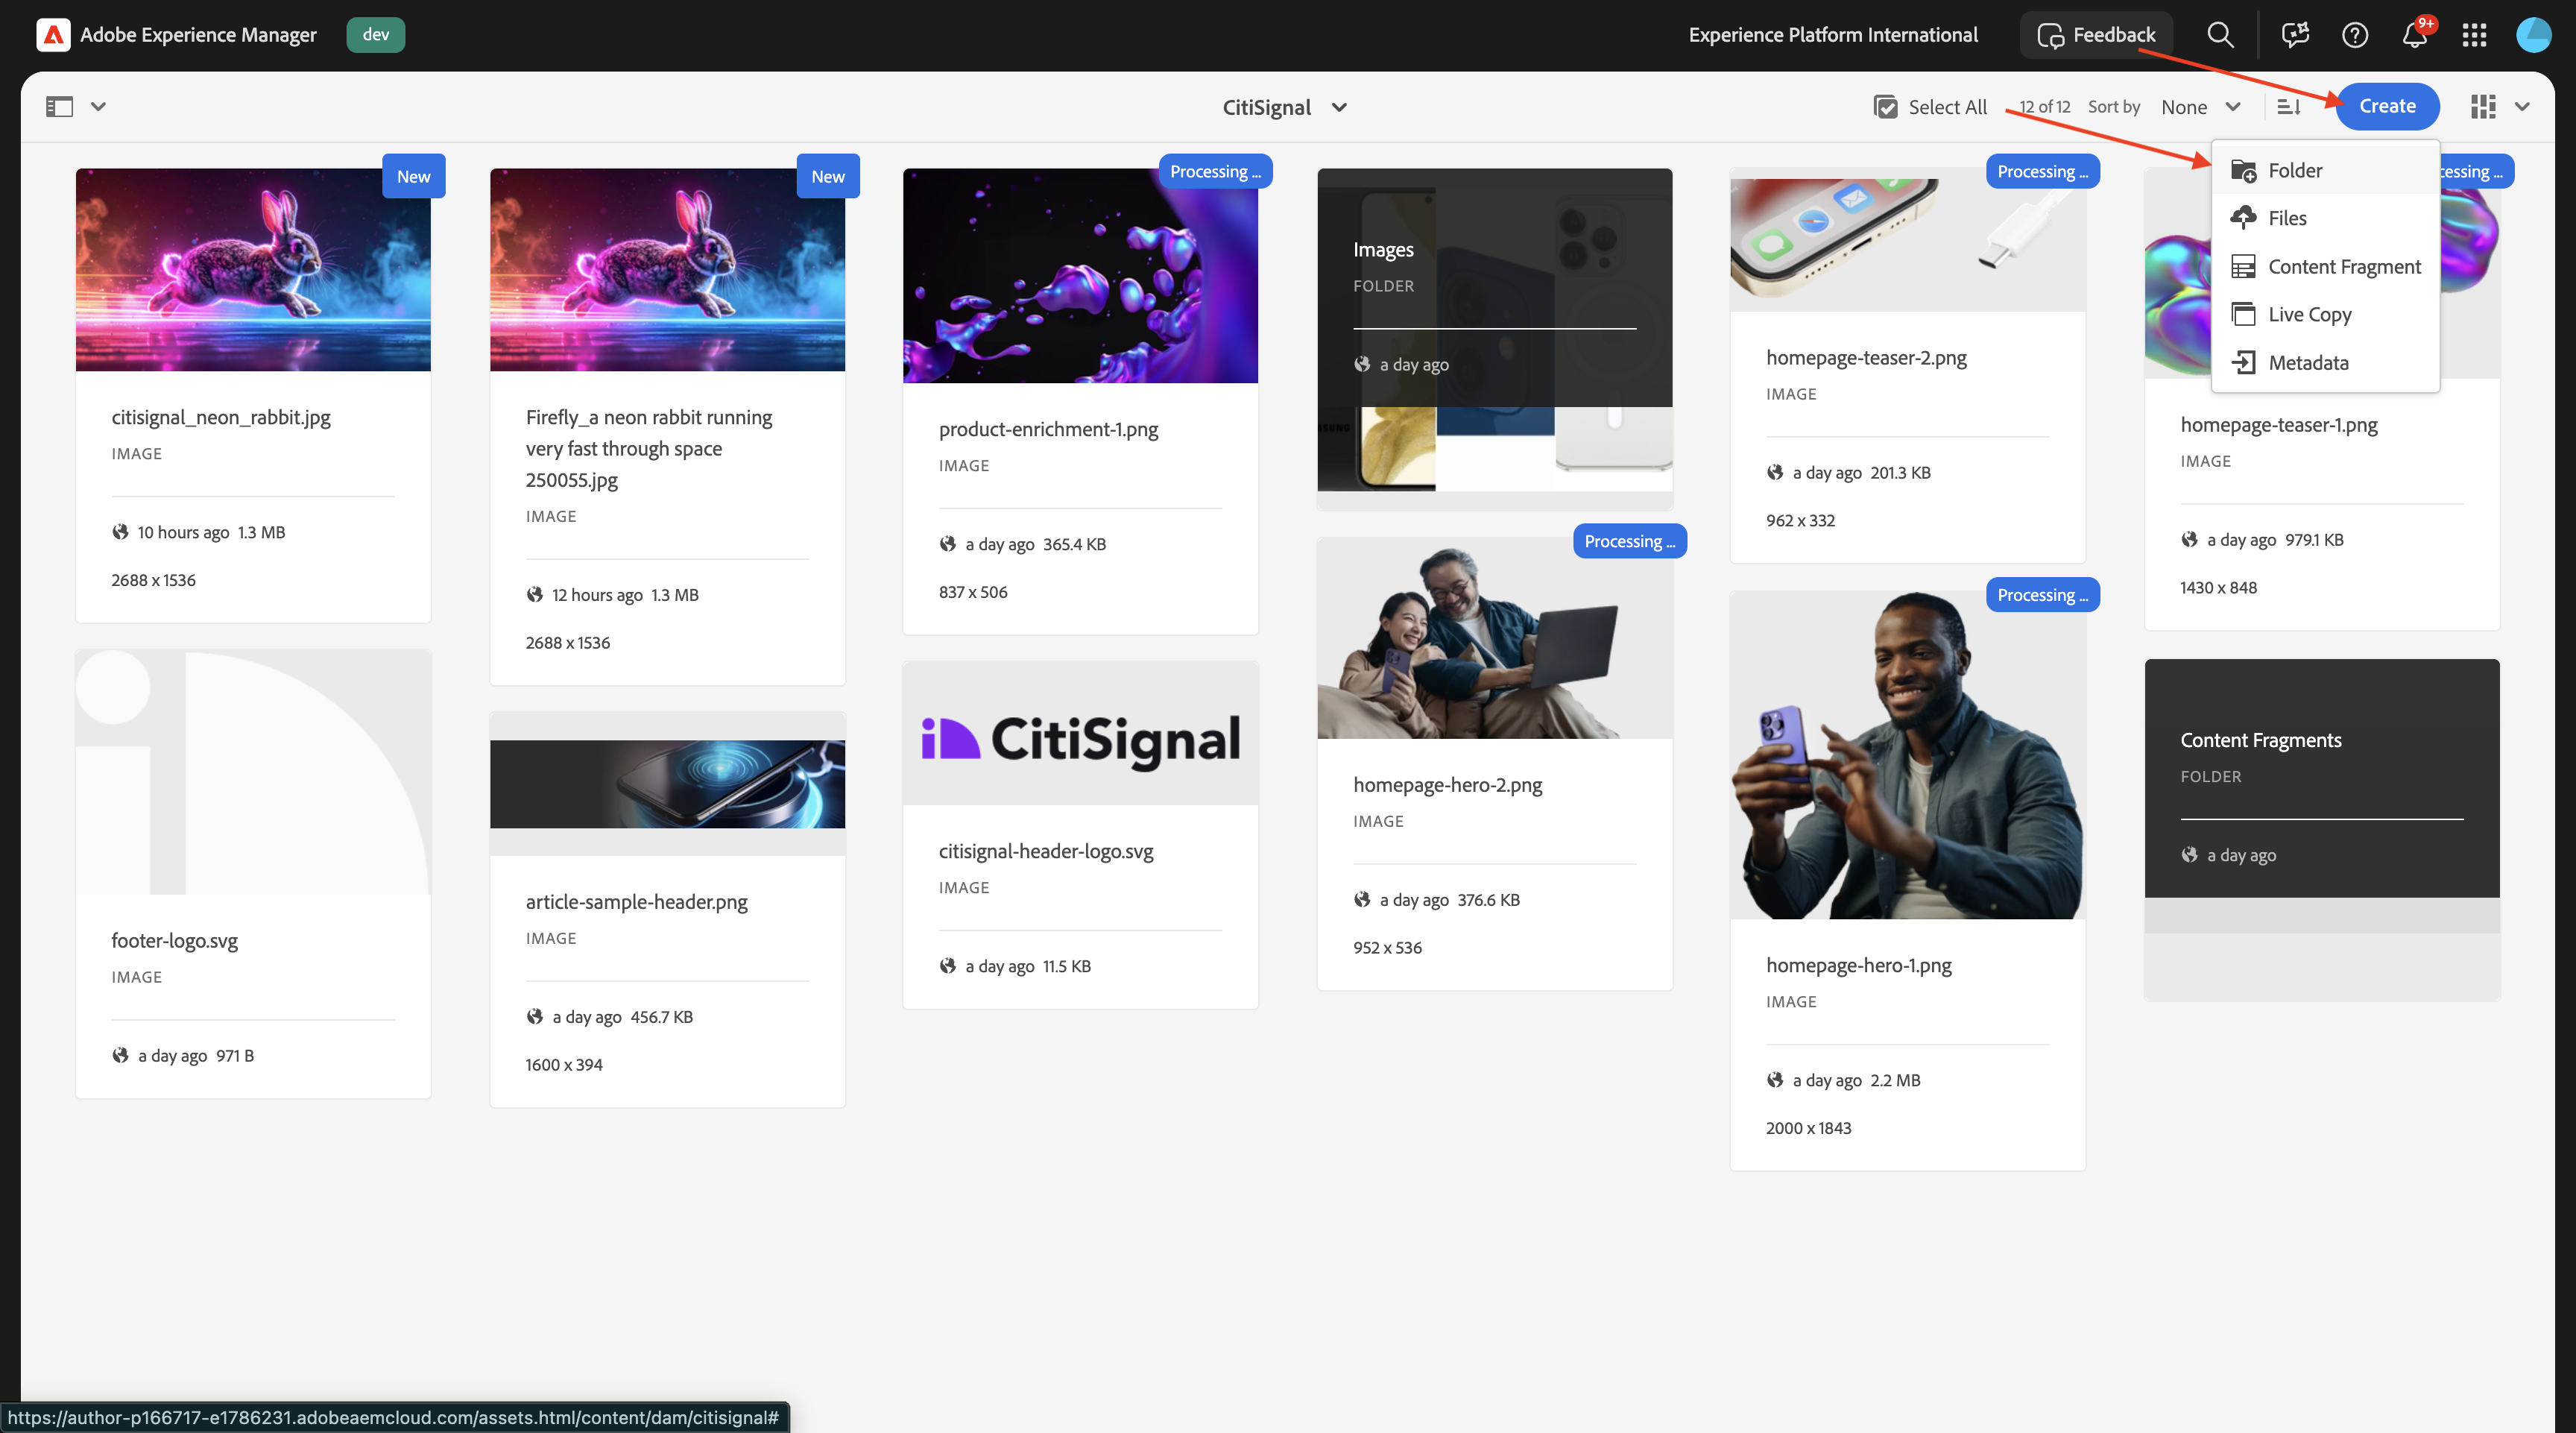 Adobe Experience Manager
dev
Experience Platform International
Feedback
9+
CitiSignal
Select All
12 of 12
Sort by
None
Create
Folder
Files
Content Fragment
Live Copy
Metadata
New
citisignal_neon_rabbit.jpg
IMAGE
10 hours ago 1.3 MB
2688 x 1536
New
Firefly_a neon rabbit running
very fast through space
250055.jpg
IMAGE
12 hours ago 1.3 MB
2688 x 1536
Processing ...
product-enrichment-1.png
IMAGE
a day ago 365.4 KB
837 x 506
Images
FOLDER
a day ago
Processing ...
homepage-teaser-2.png
IMAGE
a day ago 201.3 KB
962 x 332
cessing ...
homepage-teaser-1.png
IMAGE
a day ago 979.1 KB
1430 x 848
footer-logo.svg
IMAGE
a day ago 971 B
article-sample-header.png
IMAGE
a day ago 456.7 KB
1600 x 394
CitiSignal
citisignal-header-logo.svg
IMAGE
a day ago 11.5 KB
Processing ...
homepage-hero-2.png
IMAGE
a day ago 376.6 KB
952 x 536
Processing ...
homepage-hero-1.png
IMAGE
a day ago 2.2 MB
2000 x 1843
Content Fragments
FOLDER
a day ago
https://author-p166717-e1786231.adobeaemcloud.com/assets.html/content/dam/citisignal#